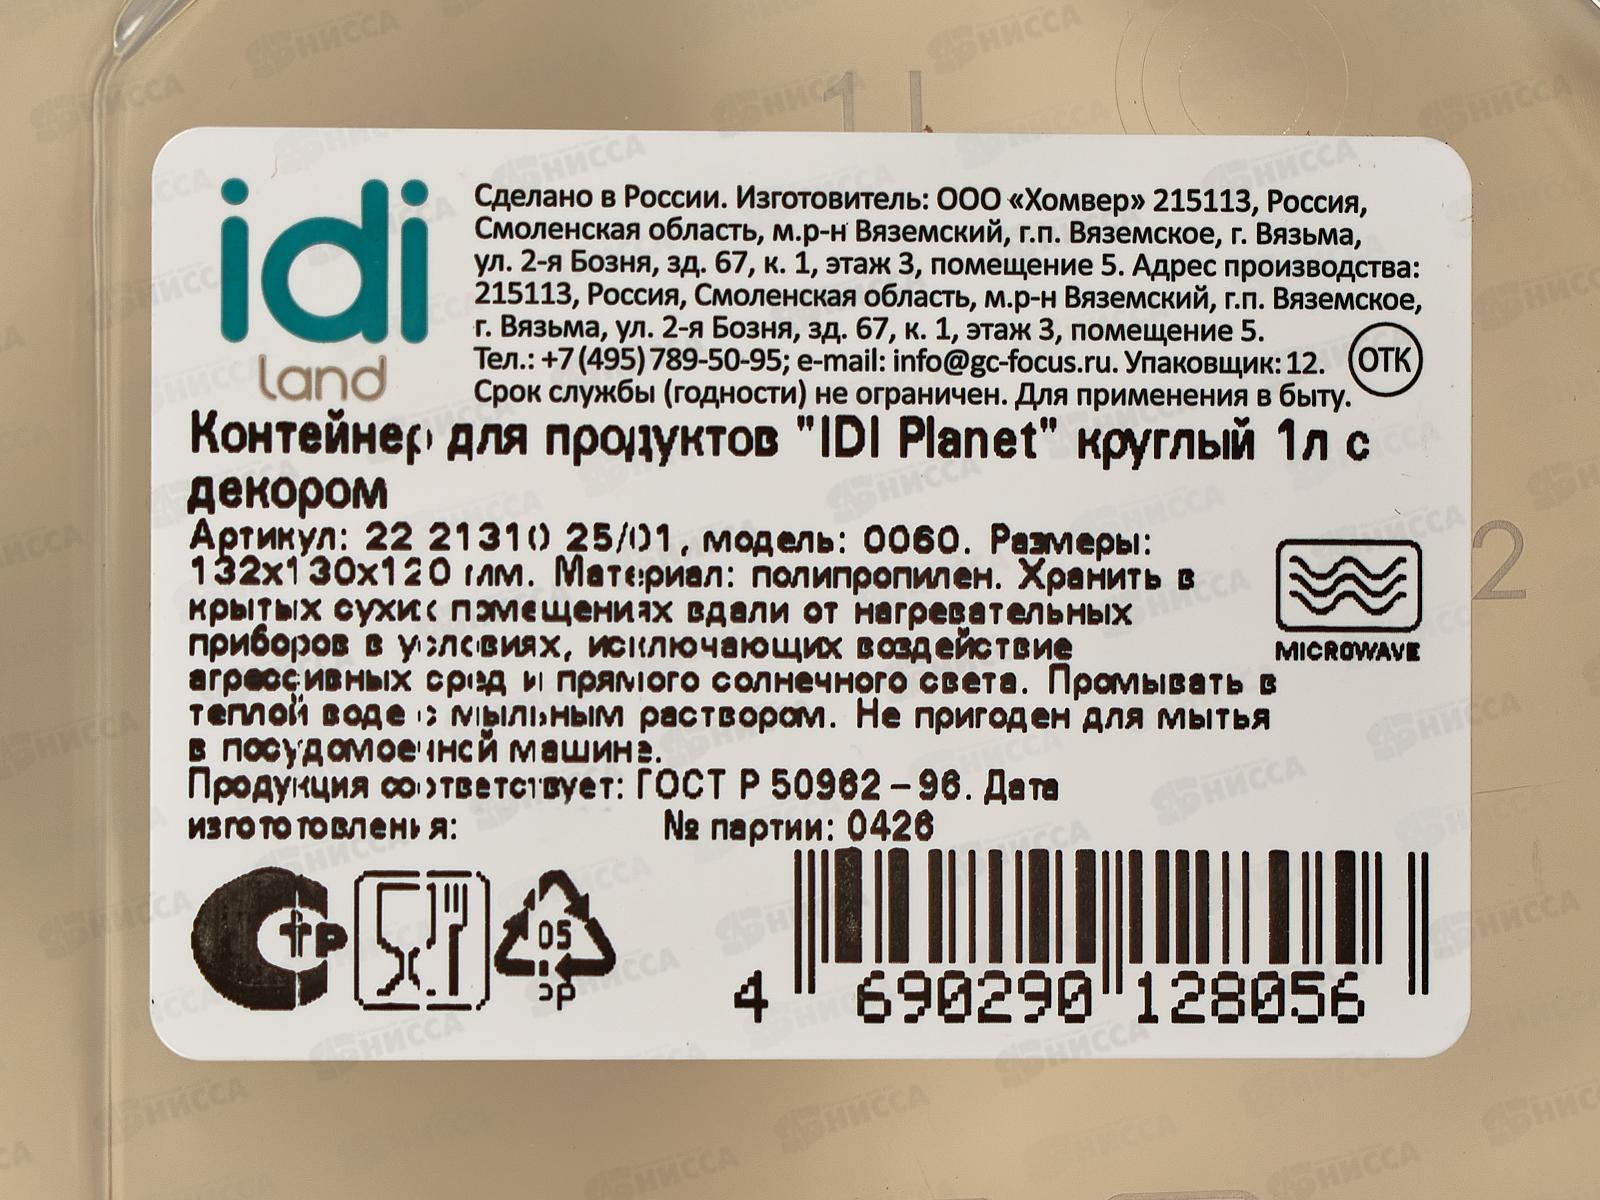 1 L
idi
land
Сделано в России. Изготовитель: ООО «Хомвер» 215113, Россия,
Смоленская область, м.р-н Вяземский, г.п. Вяземское, г. Вязьма,
ул. 2-я Бозня, зд. 67, к. 1, этаж 3, помещение 5. Адрес производства:
215113, Россия, Смоленская область, м.р-н Вяземский, г.п. Вяземское,
г. Вязьма, ул. 2-я Бозня, зд. 67, к. 1, этаж 3, помещение 5.
Тел.: +7 (495) 789-50-95; e-mail: info@gc-focus.ru. Упаковщик: 12.
ОТК
Срок службы (годности) не ограничен. Для применения в быту.
Контейнер для продуктов "IDI Planet" круглый 1л с
декором
Артикул: 22 21310 25/01, модель: 0060. Размеры:
132х130х120 мм. Материал: полипропилен. Хранить в
крытых сухих помещениях вдали от нагревательных
приборов в условиях, исключающих воздействие
агрессивных сред и прямого солнечного света. Промывать в
теплой воде с мыльным раствором. Не пригоден для мытья
в посудомоечной машине.
Продукция соответствует: ГОСТ Р 50962-96. Дата
изготовления: № партии: 0426
MICROWAVE
2
05
PP
4 690290 128056
НИССА